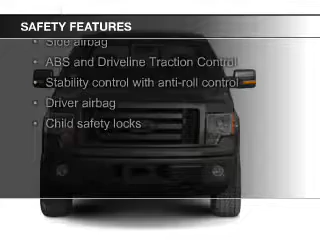 SAFETY FEATURES
• Side airbag
• ABS and Driveline Traction Control
• Stability control with anti-roll control
• Driver airbag
• Child safety locks